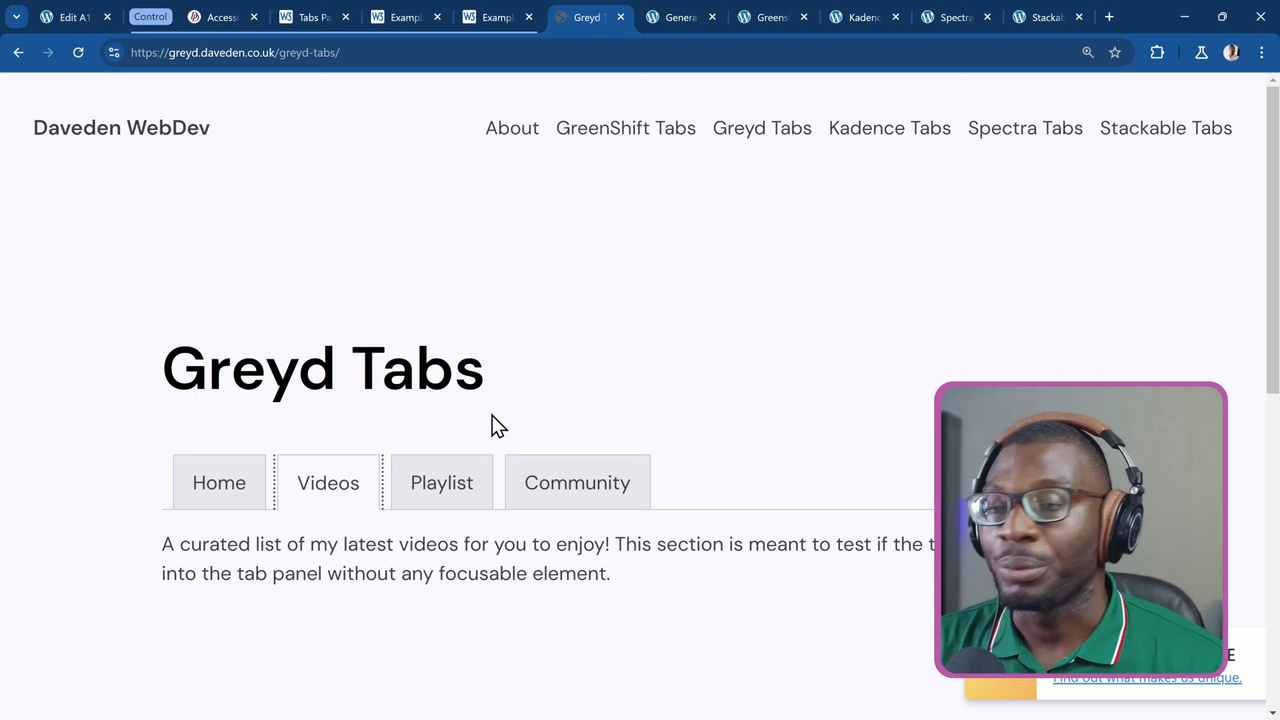 Edit A1
Control
Access
Tabs Pa
Example
Example
Greyd T
Genera
Greens
Kadenc
Spectra
Stackab
https://greyd.daveden.co.uk/greyd-tabs/
Daveden WebDev
About
GreenShift Tabs
Greyd Tabs
Kadence Tabs
Spectra Tabs
Stackable Tabs
Greyd Tabs
Home
Videos
Playlist
Community
A curated list of my latest videos for you to enjoy! This section is meant to test if the t
into the tab panel without any focusable element.
E
Find out what makes us unique.